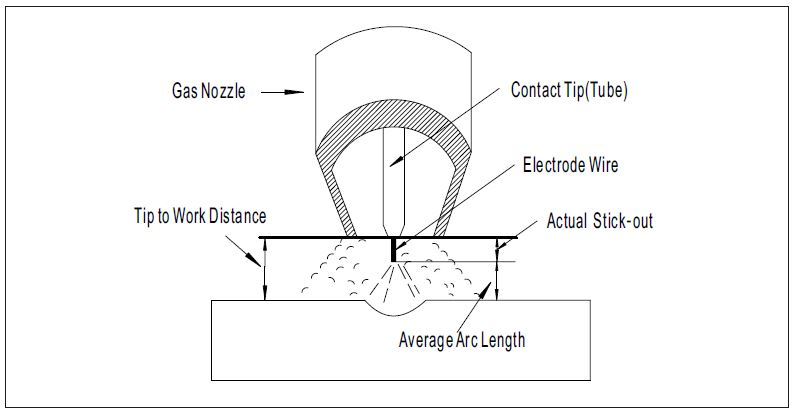 Gas Nozzle
Contact Tip(Tube)
Electrode Wire
Tip to Work Distance
Actual Stick-out
Average Arc Length